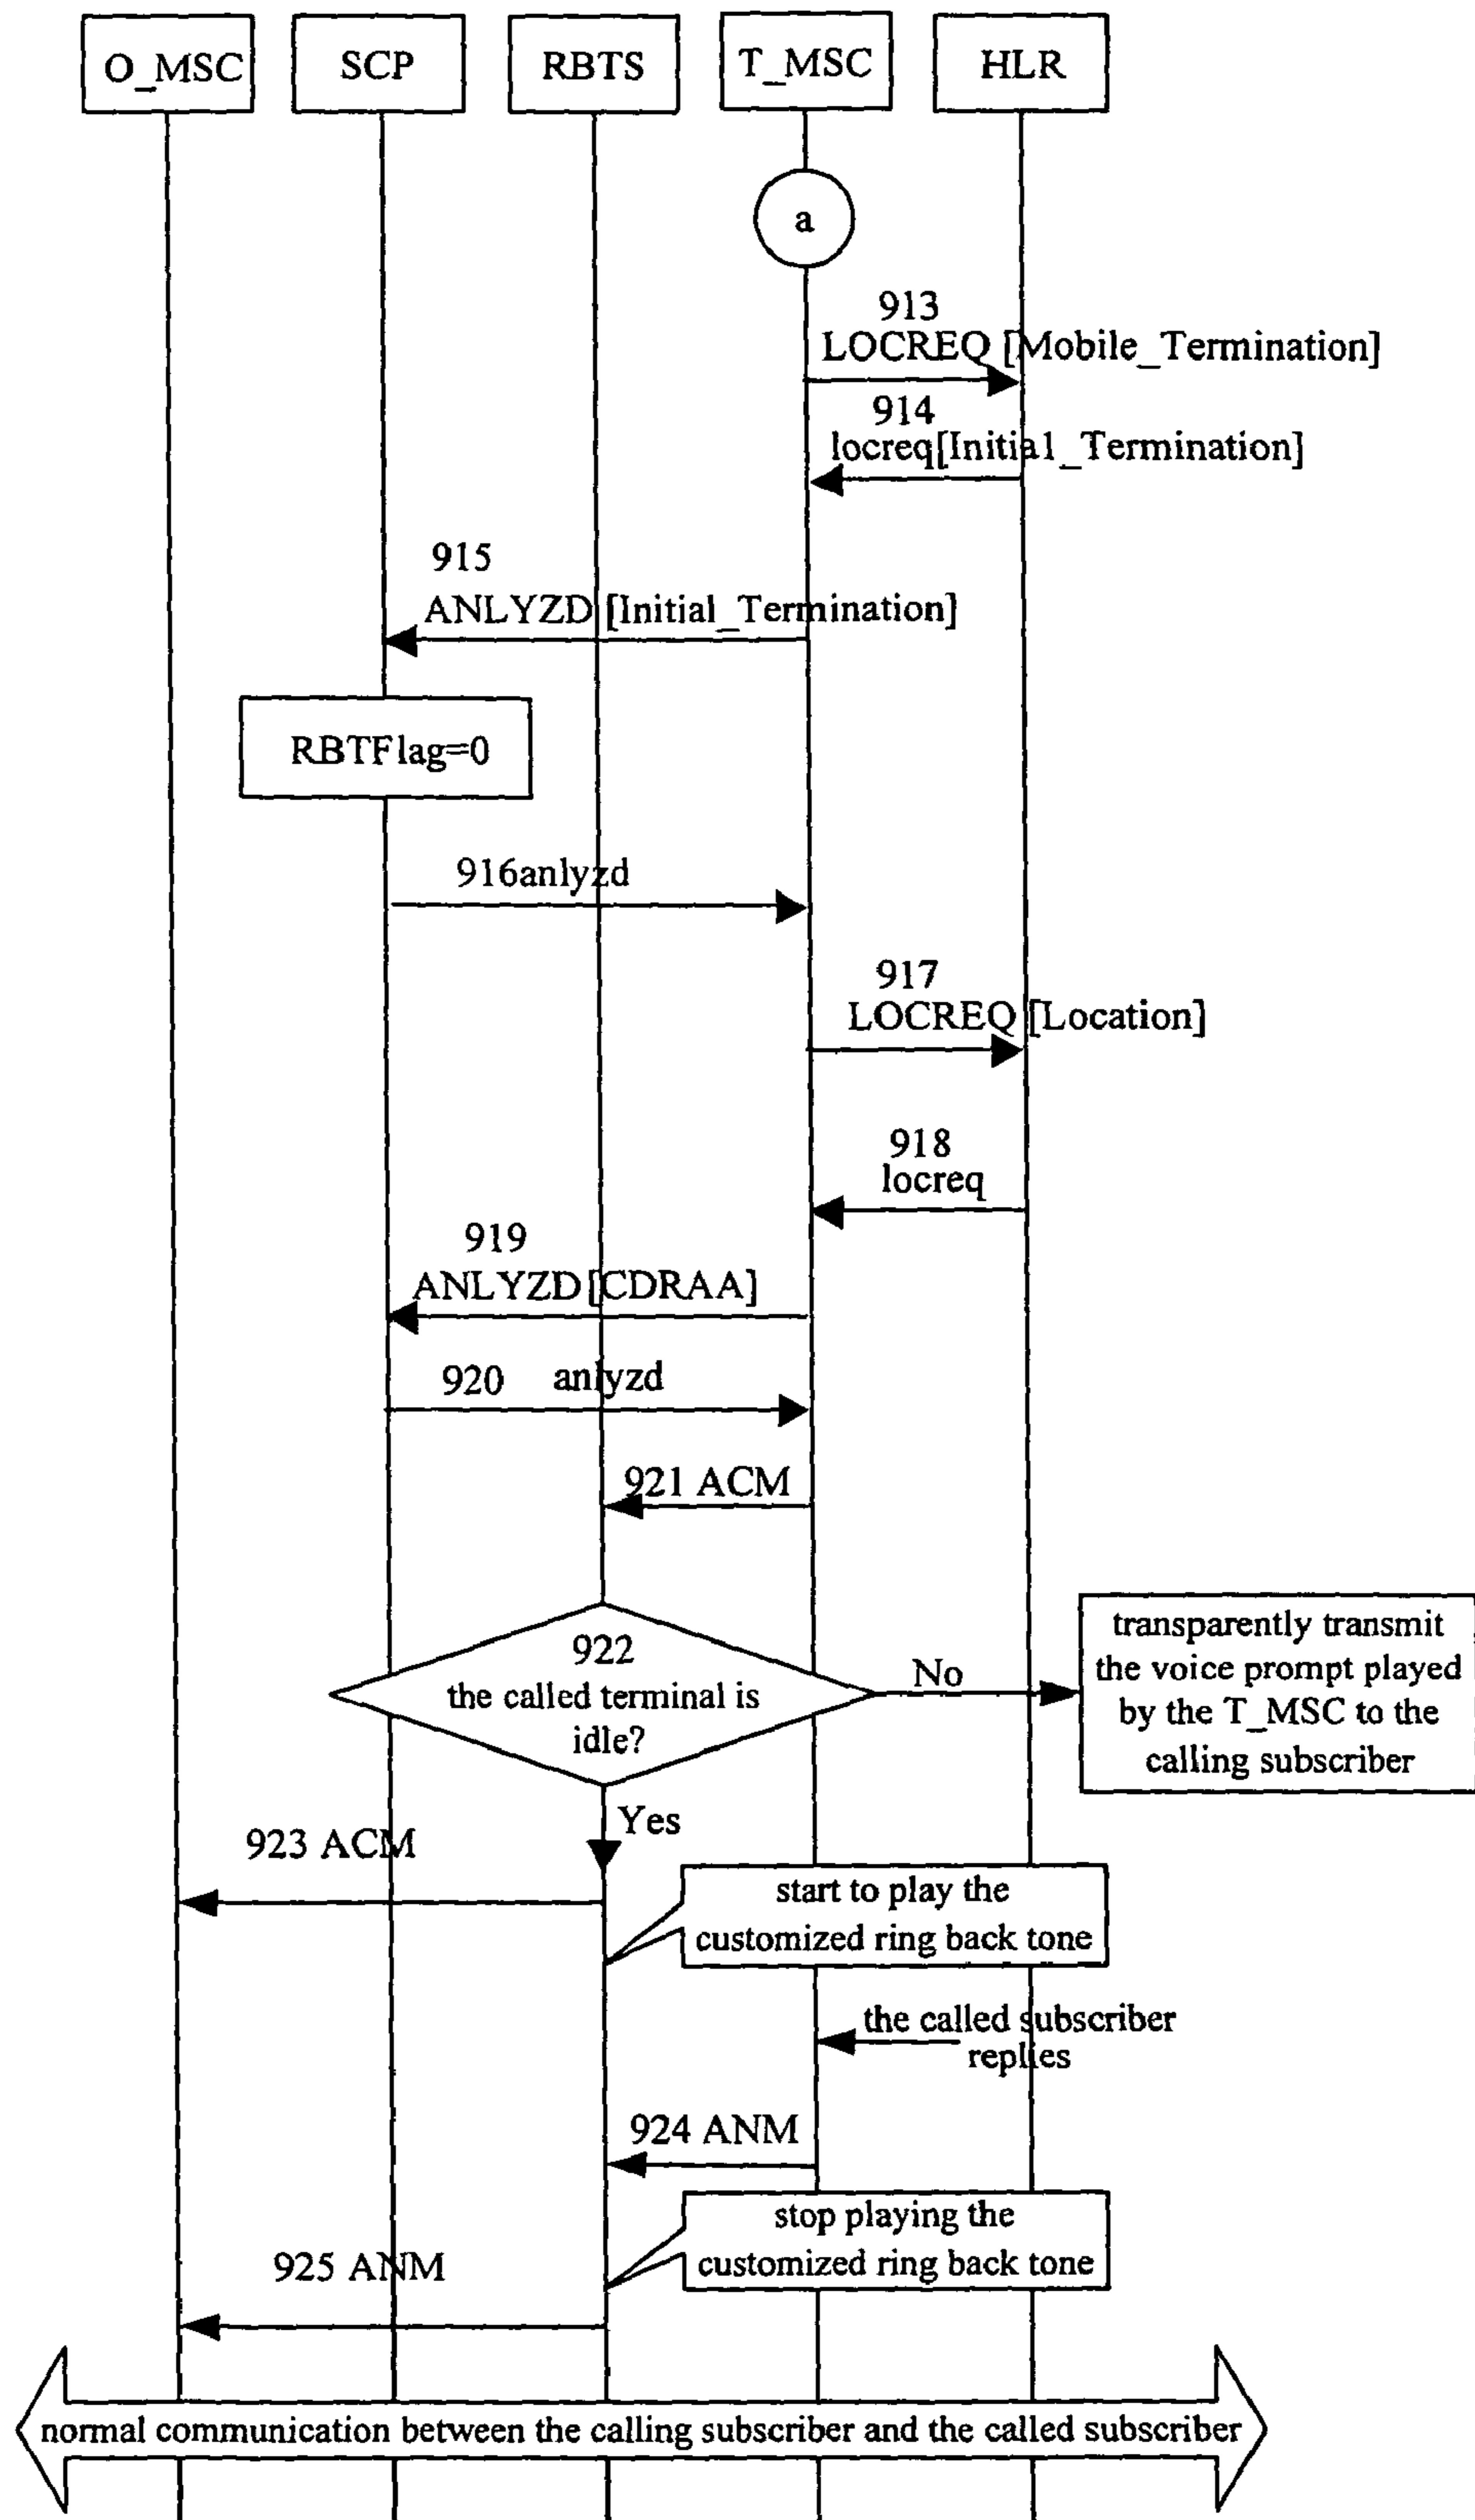 O_MSC
SCP
RBTS
T_MSC
HLR
a
913
LOCREQ [Mobile_Termination]
914
locreq[Initial_Termination]
915
ANLYZD [Initial_Termination]
RBTFlag=0
916anlyzd
917
LOCREQ [Location]
918
locreq
919
ANLYZD[CDRAA]
920 anlyzd
921 ACM
922
the called terminal is
idle?
No
transparently transmit
the voice prompt played
by the T_MSC to the
calling subscriber
Yes
923 ACM
start to play the
customized ring back tone
the called subscriber
replies
924 ANM
stop playing the
customized ring back tone
925 ANM
normal communication between the calling subscriber and the called subscriber